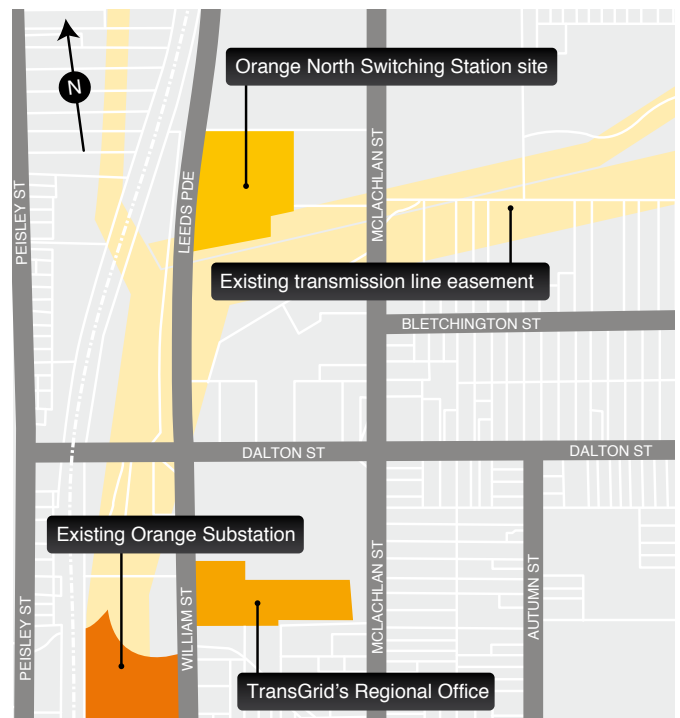 N
Orange North Switching Station site
PEISLEY ST
LEEDS PDE
MCLACHLAN ST
Existing transmission line easement
BLETCHINGTON ST
DALTON ST
DALTON ST
Existing Orange Substation
PEISLEY ST
WILLIAM ST
MCLACHLAN ST
AUTUMN ST
TransGrid's Regional Office